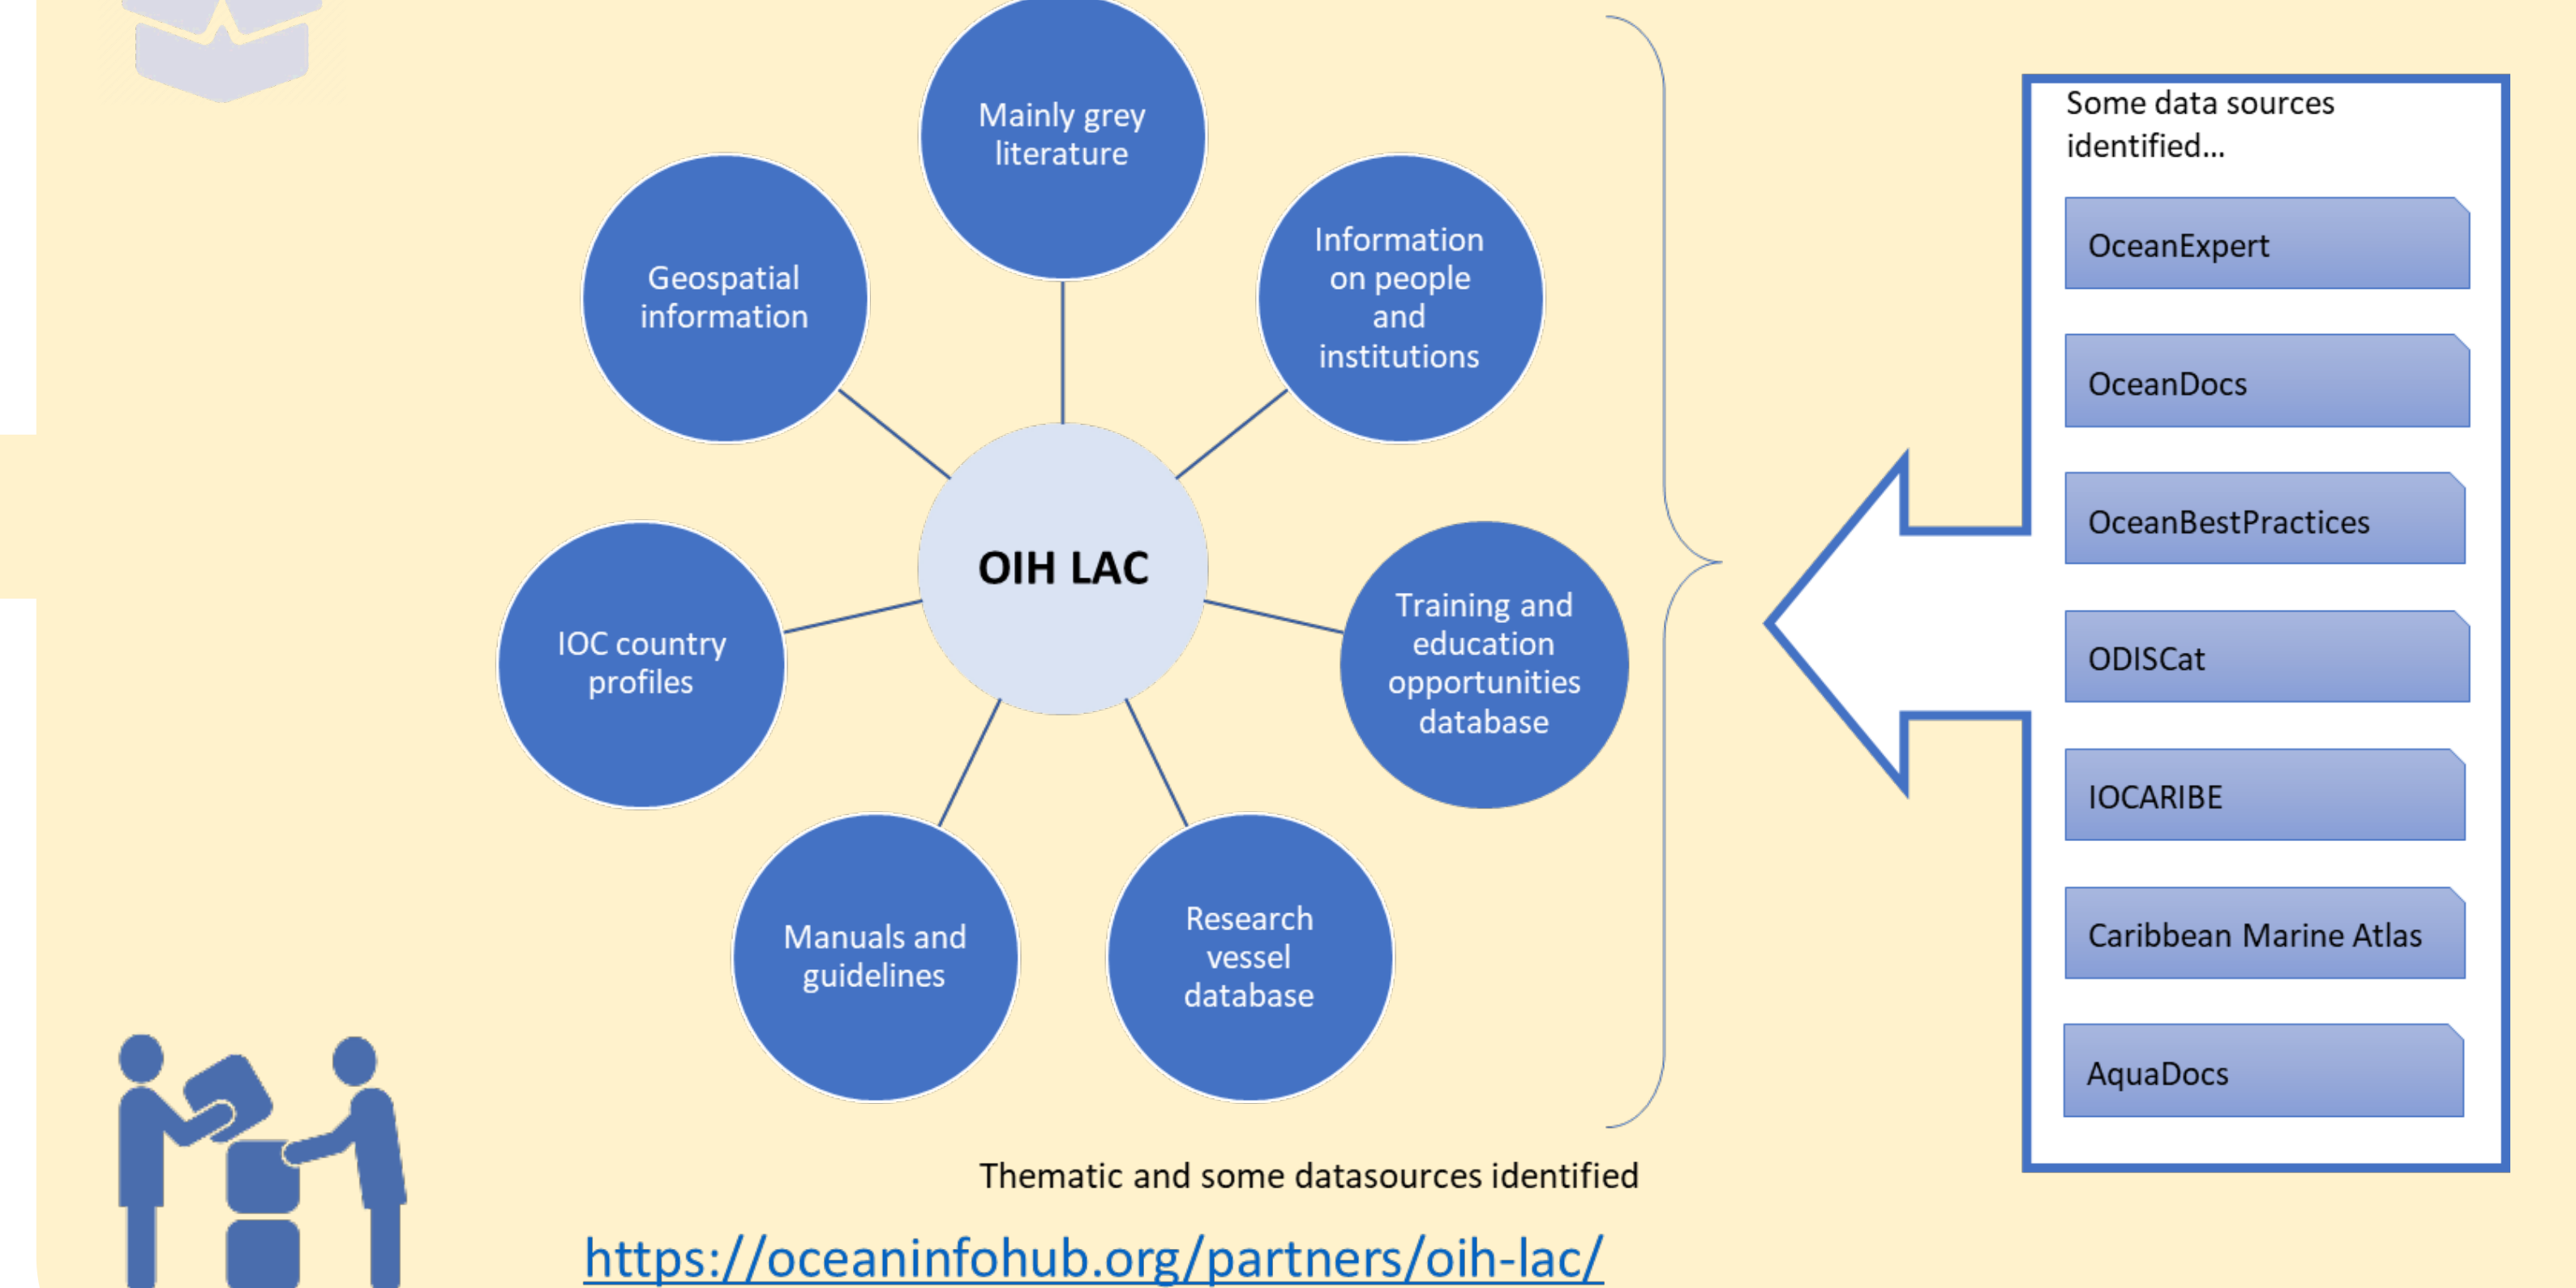 Mainly grey
literature
Information
on people
and
institutions
Geospatial
information
OIH LAC
Training and
education
opportunities
database
IOC country
profiles
Research
vessel
database
Manuals and
guidelines
Some data sources
identified...
OceanExpert
OceanDocs
OceanBestPractices
ODISCat
IOCARIBE
Caribbean Marine Atlas
AquaDocs
Thematic and some datasources identified
https://oceaninfohub.org/partners/oih-lac/